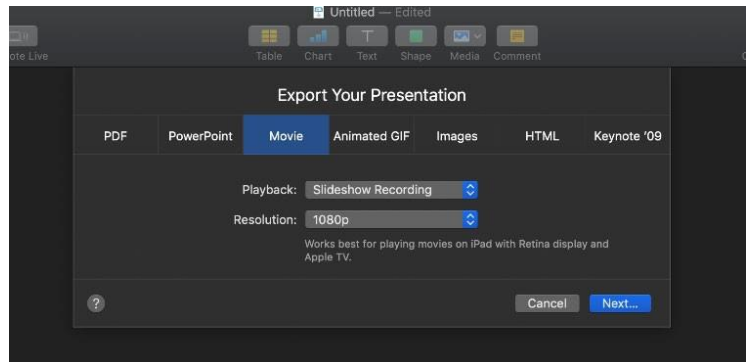 Untitled — Edited
ote Live
Table Chart Text Shape Media Comment
Export Your Presentation
PDF PowerPoint Movie Animated GIF Images HTML Keynote '09
Playback: Slideshow Recording
Resolution: 1080p
Works best for playing movies on iPad with Retina display and
Apple TV.
? Cancel Next...